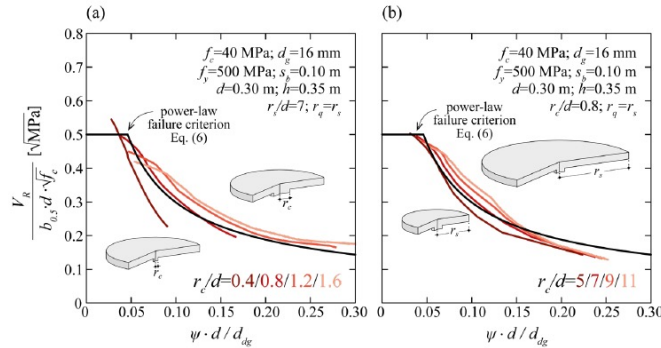 (a)
f_c=40 MPa; d_g=16 mm
f_y=500 MPa; s_b=0.10 m
d=0.30 m; h=0.35 m
r_s/d=7; r_q=r_s
power-law
failure criterion
Eq. (6)
r_c
r_c
r_c/d=0.4/0.8/1.2/1.6
V_R
b_0.5·d·√f_c
[√MPa]
0.8
0.7
0.6
0.5
0.4
0.3
0.2
0.1
0
0 0.05 0.10 0.15 0.20 0.25 0.30
ψ · d / d_dg
(b)
f_c=40 MPa; d_g=16 mm
f_y=500 MPa; s_b=0.10 m
d=0.30 m; h=0.35 m
r_c/d=0.8; r_q=r_s
power-law
failure criterion
Eq. (6)
r_s
r_s
r_c/d=5/7/9/11
0 0.05 0.10 0.15 0.20 0.25 0.30
ψ · d / d_dg